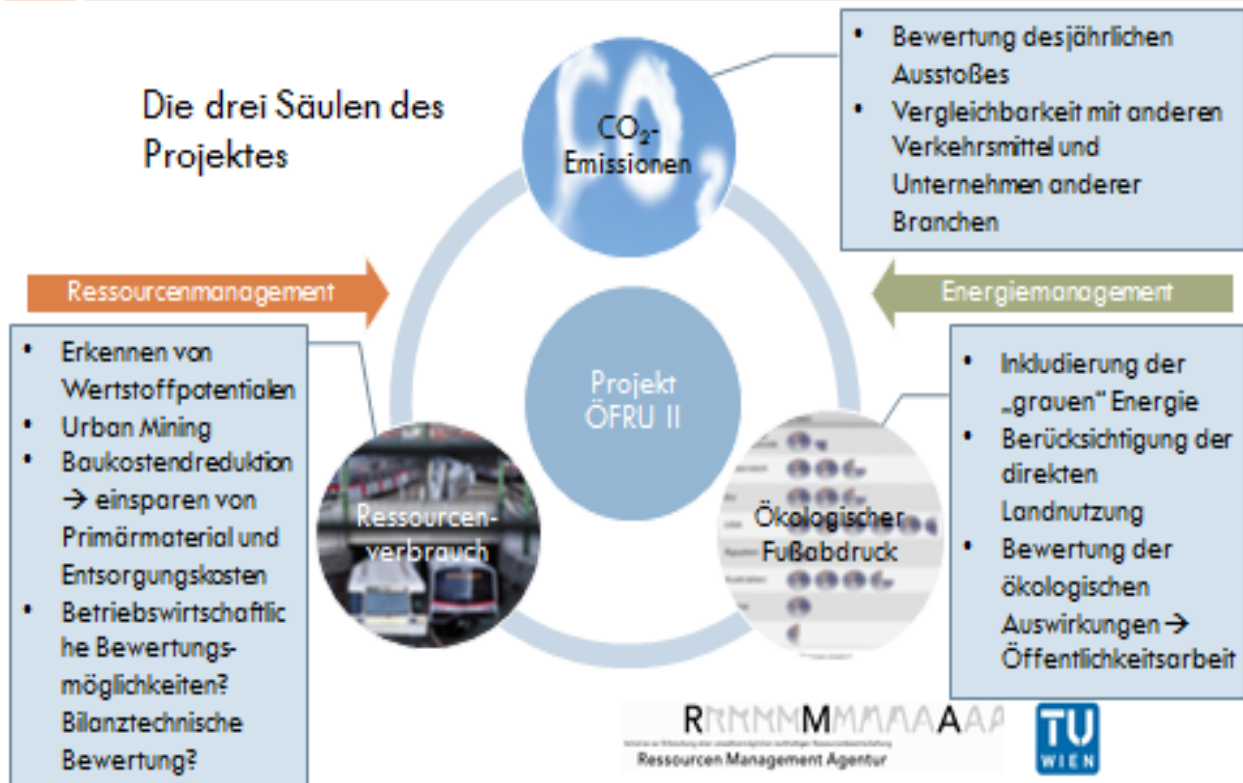 Die drei Säulen des
Projektes
CO₂-
Emissionen
• Bewertung desjährlichen
Ausstoßes
• Vergleichbarkeit mit anderen
Verkehrsmittel und
Unternehmen anderer
Branchen
Ressourcenmanagement
Energiemanagement
• Erkennen von
Wertstoffpotentialen
• Urban Mining
• Baukostendreduktion
→ einsparen von
Primärmaterial und
Entsorgungskosten
• Betriebswirtschaftlic
he Bewertungs-
möglichkeiten?
Bilanztechnische
Bewertung?
Projekt
ÖFRU II
Ressourcen-
verbrauch
Ökologischer
Fußabdruck
• Inkludierung der
„grauen“ Energie
• Berücksichtigung der
direkten
Landnutzung
• Bewertung der
ökologischen
Auswirkungen →
Öffentlichkeitsarbeit
Ressourcen Management Agentur
TU
WIEN